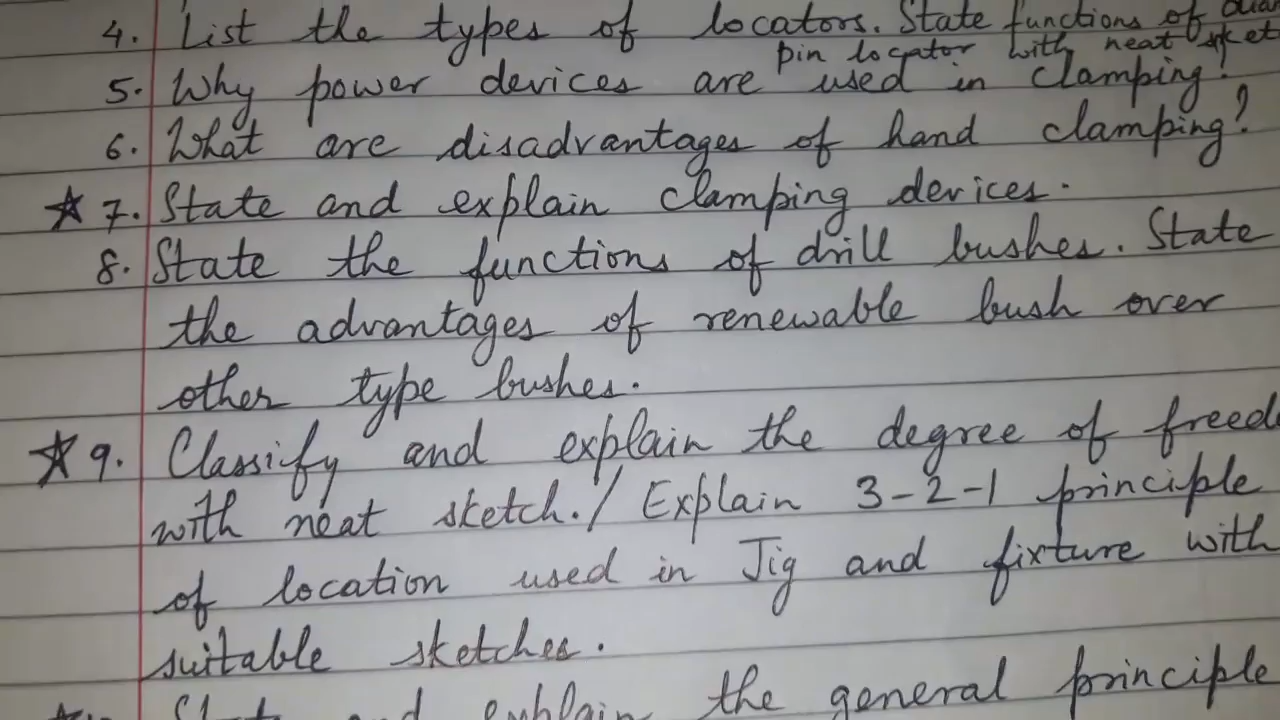 4. List the types of locators. State functions of
pin locator with neat
5. Why power devices are used in clamping?
6. What are disadvantages of hand clamping?
★ 7. State and explain clamping devices.
8. State the functions of drill bushes. State
the advantages of renewable bush over
other type bushes.
★ 9. Classify and explain the degree of freed
with neat sketch. / Explain 3-2-1 principle
of location used in Jig and fixture with
suitable sketches.
explain the general principle